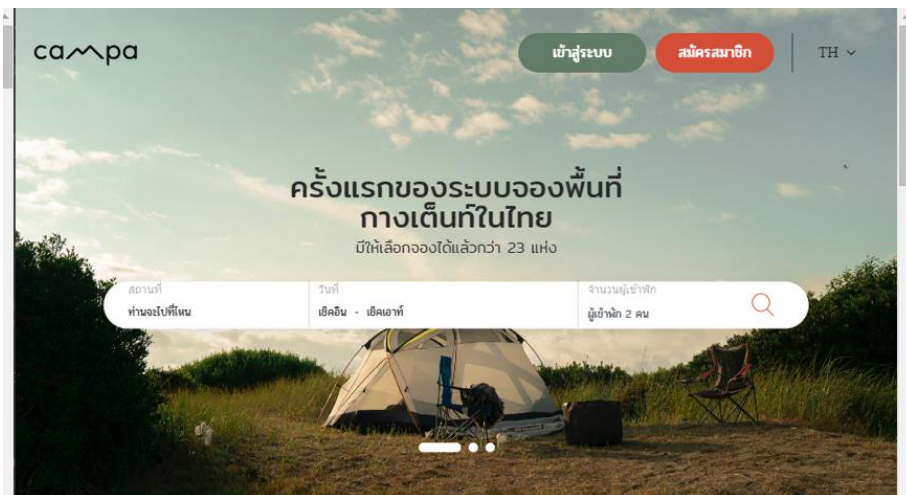 campa
เข้าสู่ระบบ
สมัครสมาชิก
TH
ครั้งแรกของระบบจองพื้นที่
กางเต็นท์ในไทย
มีให้เลือกจองได้แล้วกว่า 23 แห่ง
สถานที่
วันที่
จำนวนผู้เข้าพัก
ท่านจะไปที่ไหน
เช็คอิน - เช็คเอาท์
ผู้เข้าพัก 2 คน